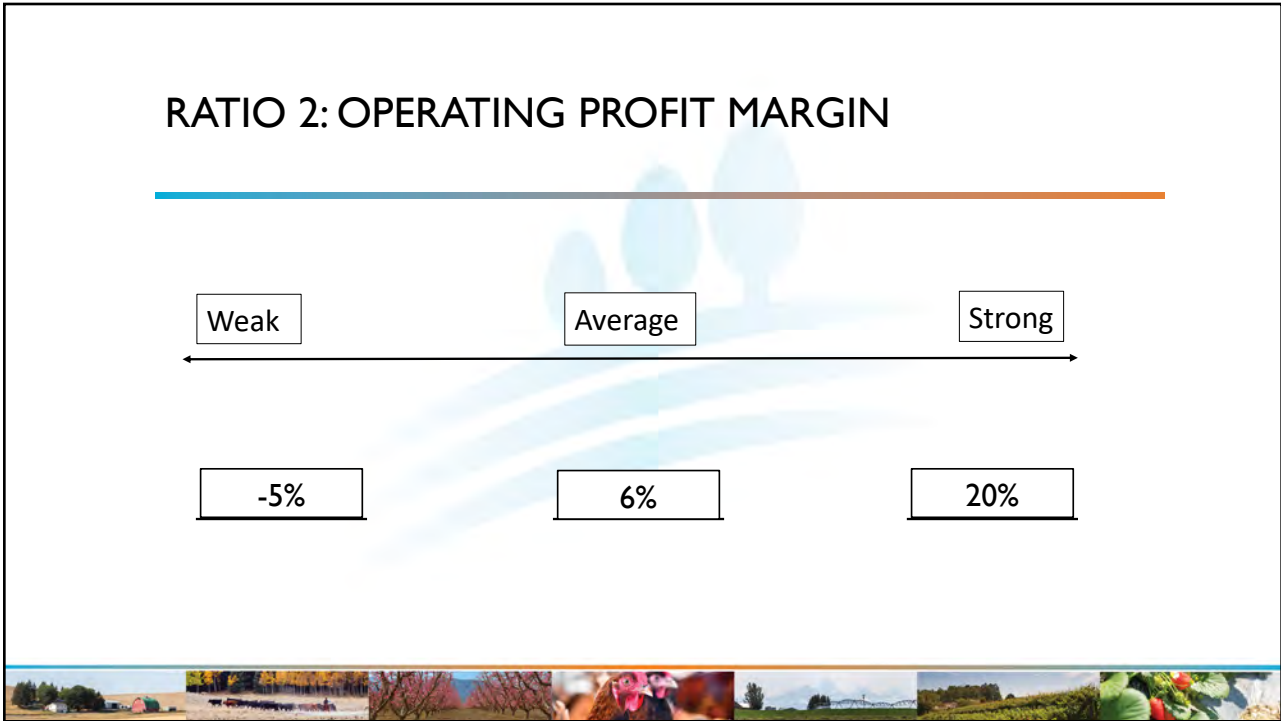 RATIO 2: OPERATING PROFIT MARGIN
Weak Average Strong
-5% 6% 20%